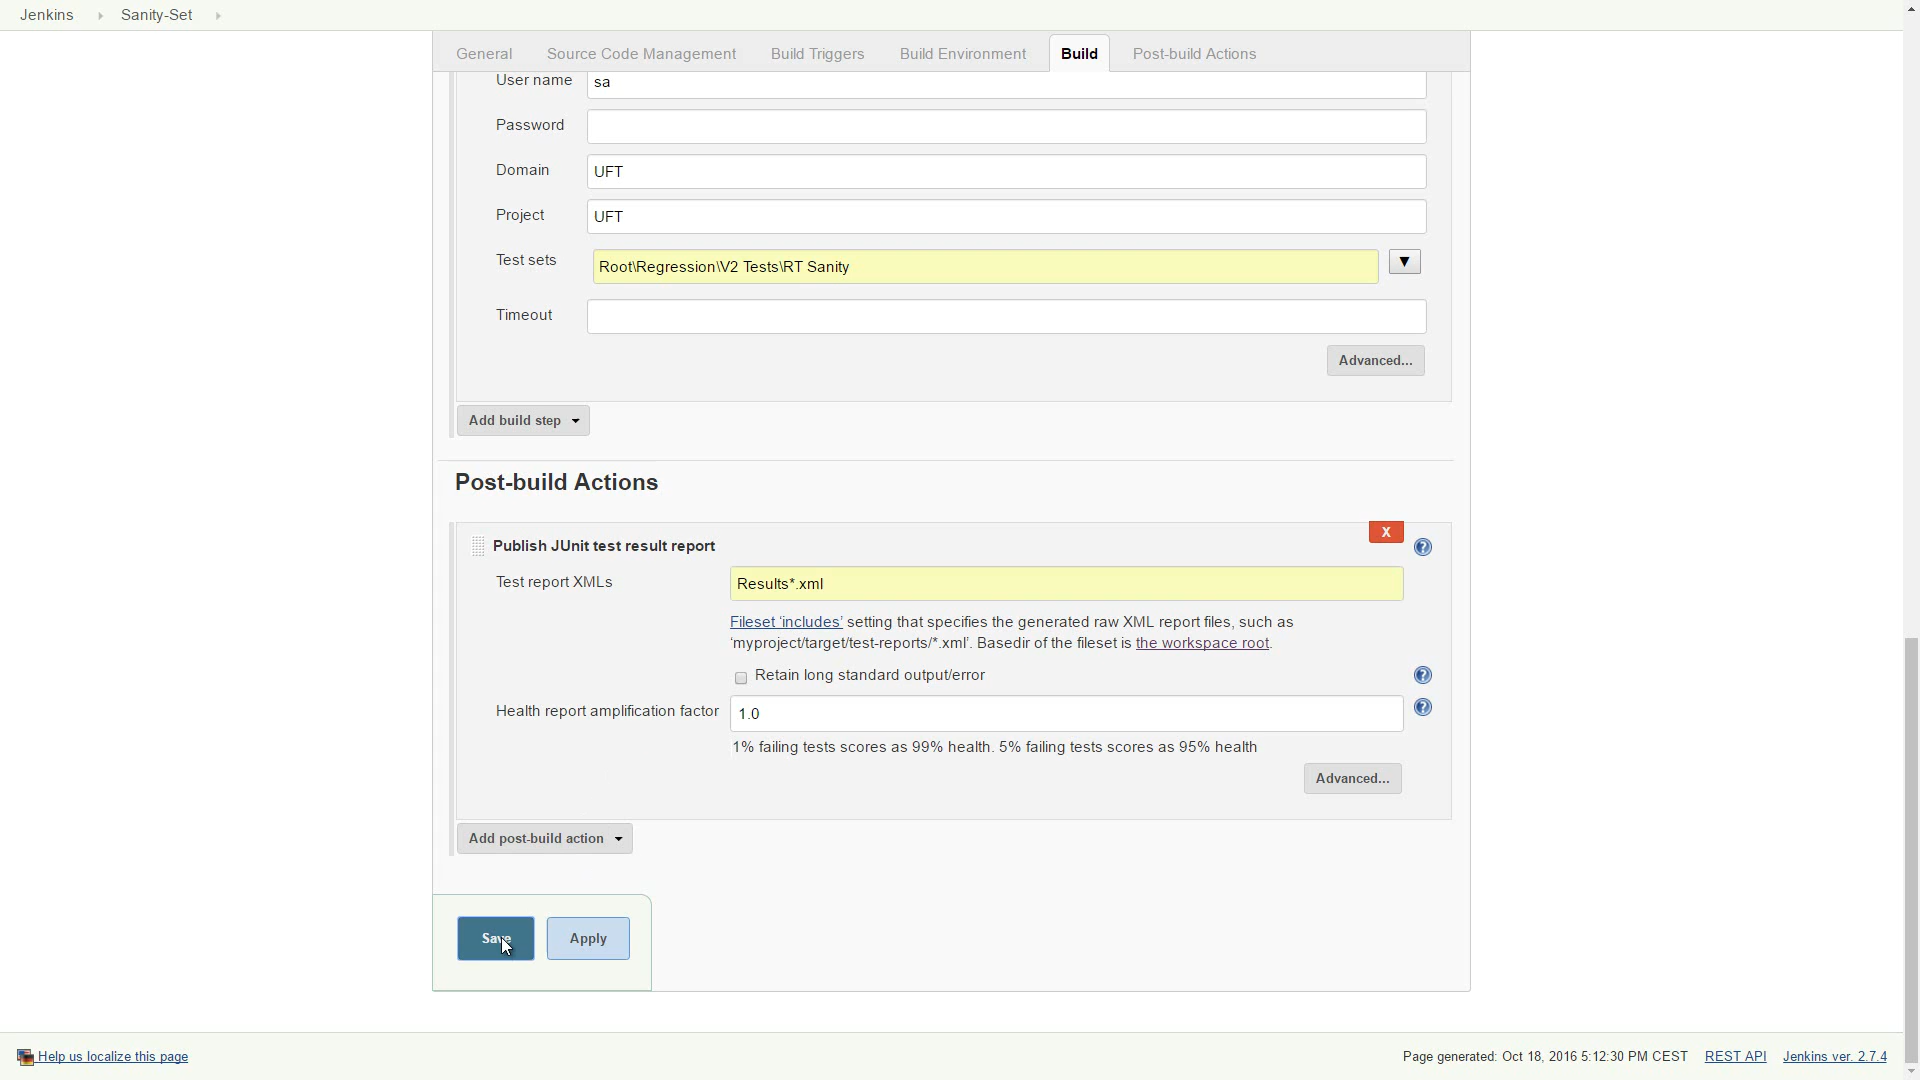 Jenkins Sanity-Set
General Source Code Management Build Triggers Build Environment Build Post-build Actions
User name sa
Password
Domain UFT
Project UFT
Test sets Root\Regression\V2 Tests\RT Sanity ▼
Timeout
Advanced...
Add build step
Post-build Actions
X
Publish JUnit test result report
Test report XMLs Results*.xml
Fileset ‘includes’ setting that specifies the generated raw XML report files, such as
‘myproject/target/test-reports/*.xml’. Basedir of the fileset is the workspace root.
Retain long standard output/error
Health report amplification factor 1.0
1% failing tests scores as 99% health. 5% failing tests scores as 95% health
Advanced...
Add post-build action
Save Apply
Help us localize this page Page generated: Oct 18, 2016 5:12:30 PM CEST REST API Jenkins ver. 2.7.4